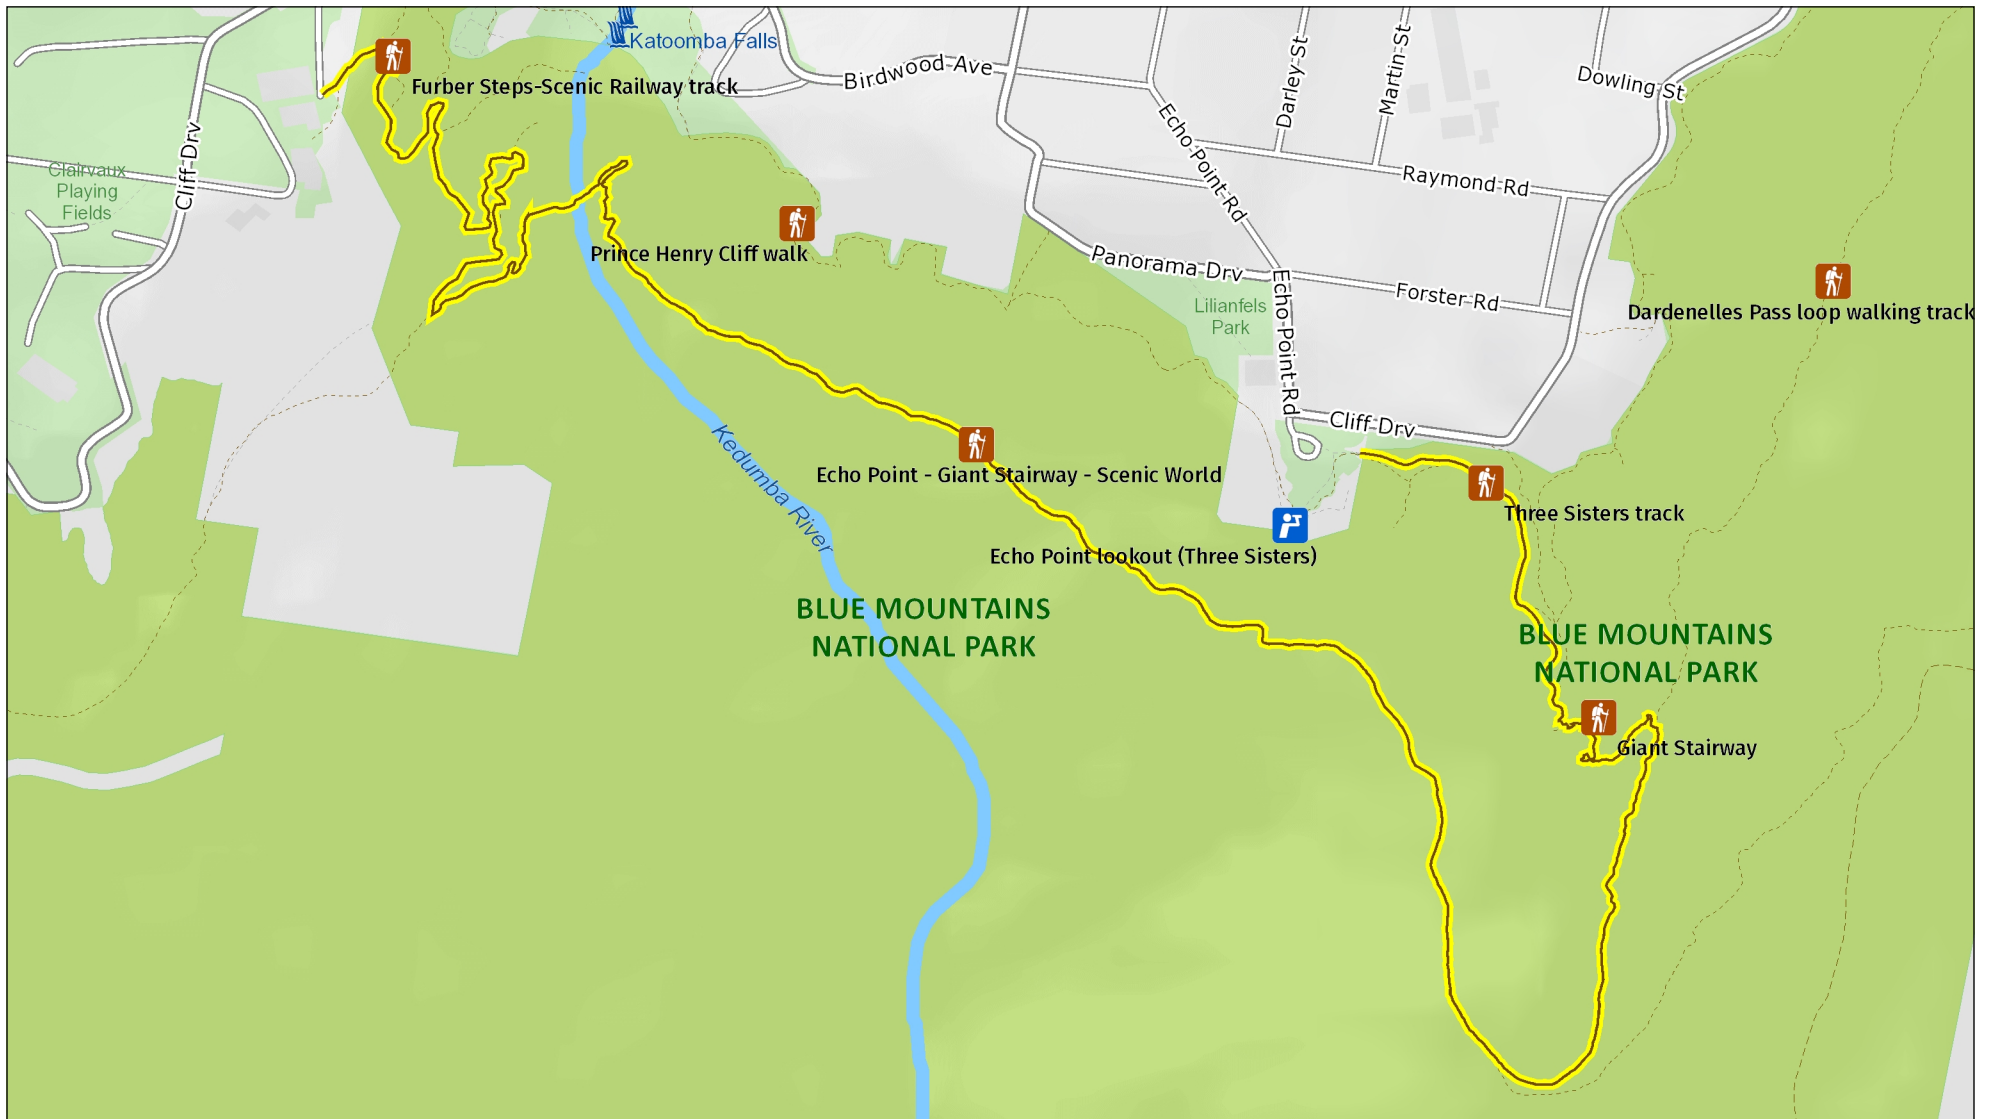 Katoomba Falls
Furber Steps-Scenic Railway track
Birdwood Ave
Darley St
Martin St
Dowling St
Cliff Drv
Clairvaux
Playing
Fields
Echo Point Rd
Raymond Rd
Prince Henry Cliff walk
Panorama Drv
Forster Rd
Echo Point Rd
Lilianfels
Park
Dardenelles Pass loop walking track
Cliff Drv
Kedumba River
Echo Point - Giant Stairway - Scenic World
Three Sisters track
Echo Point lookout (Three Sisters)
BLUE MOUNTAINS
NATIONAL PARK
BLUE MOUNTAINS
NATIONAL PARK
Giant Stairway